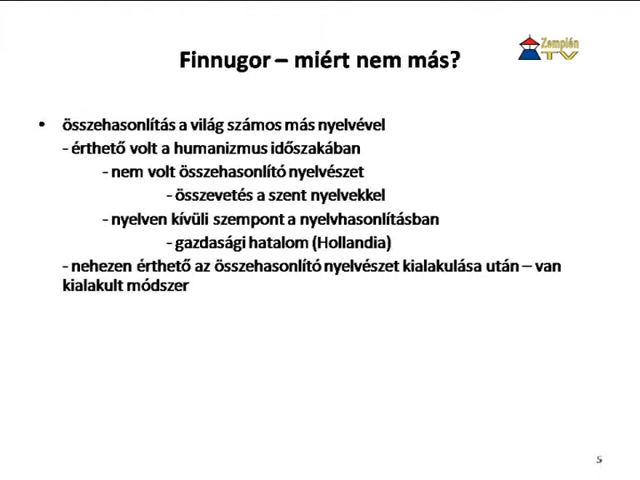 Finnugor – miért nem más?
Zemplén
TV
• összehasonlítás a világ számos más nyelvével
- érthető volt a humanizmus időszakában
- nem volt összehasonlító nyelvészet
- összevetés a szent nyelvekkel
- nyelven kívüli szempont a nyelvhasonlításban
- gazdasági hatalom (Hollandia)
- nehezen érthető az összehasonlító nyelvészet kialakulása után – van
kialakult módszer
5